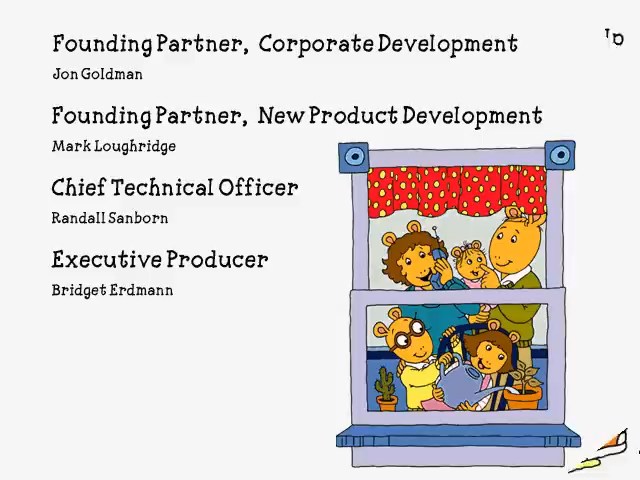 Founding Partner, Corporate Development
Jon Goldman
Founding Partner, New Product Development
Mark Loughridge
Chief Technical Officer
Randall Sanborn
Executive Producer
Bridget Erdmann